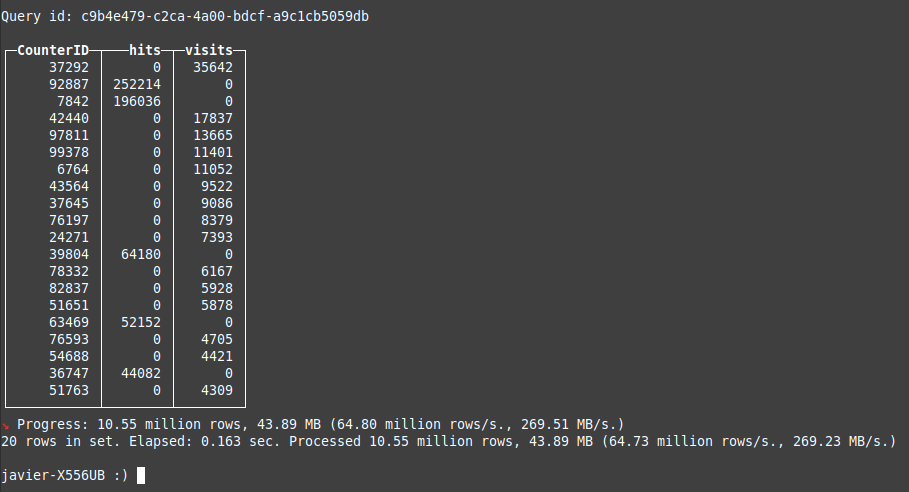 Query id: c9b4e479-c2ca-4a00-bdcf-a9c1cb5059db
CounterID hits visits
37292 0 35642
92887 252214 0
7842 196036 0
42440 0 17837
97811 0 13665
99378 0 11401
6764 0 11052
43564 0 9522
37645 0 9086
76197 0 8379
24271 0 7393
39804 64180 0
78332 0 6167
82837 0 5928
51651 0 5878
63469 52152 0
76593 0 4705
54688 0 4421
36747 44082 0
51763 0 4309
↘ Progress: 10.55 million rows, 43.89 MB (64.80 million rows/s., 269.51 MB/s.)
20 rows in set. Elapsed: 0.163 sec. Processed 10.55 million rows, 43.89 MB (64.73 million rows/s., 269.23 MB/s.)
javier-X556UB :)